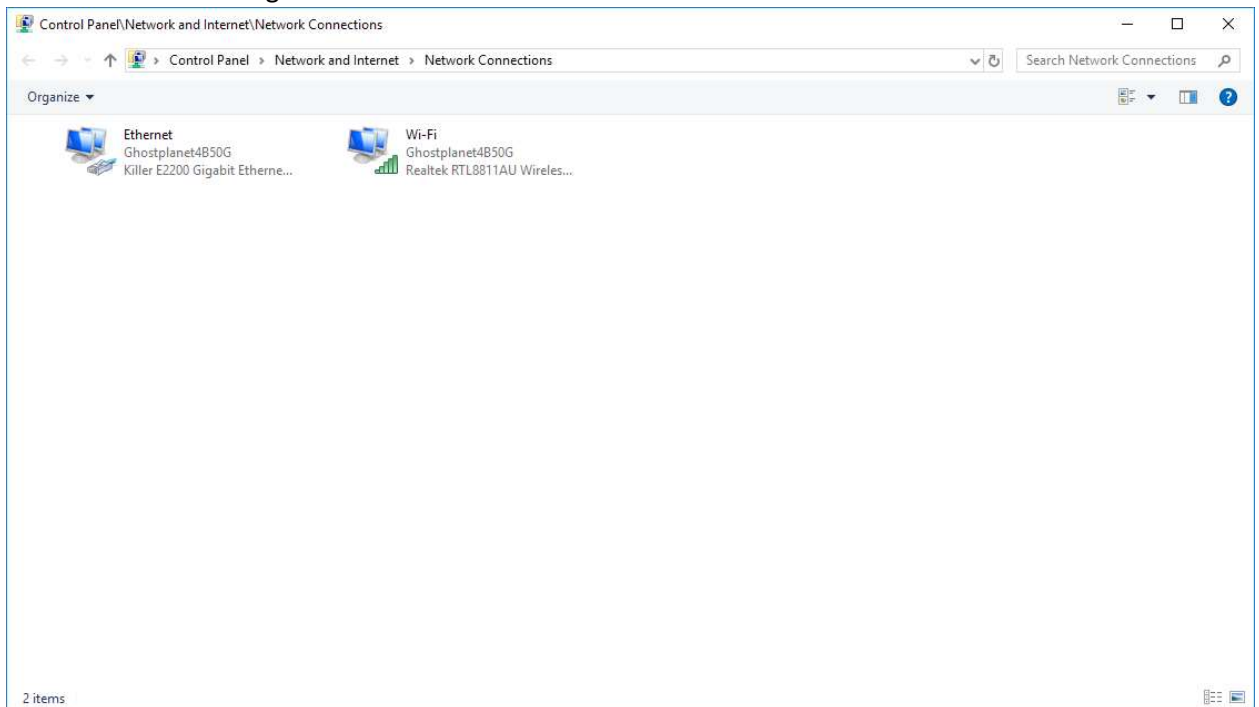 Control Panel\Network and Internet\Network Connections
Control Panel > Network and Internet > Network Connections
Search Network Connections
Organize
Ethernet
Ghostplanet4B50G
Killer E2200 Gigabit Etherne...
Wi-Fi
Ghostplanet4B50G
Realtek RTL8811AU Wireles...
2 items